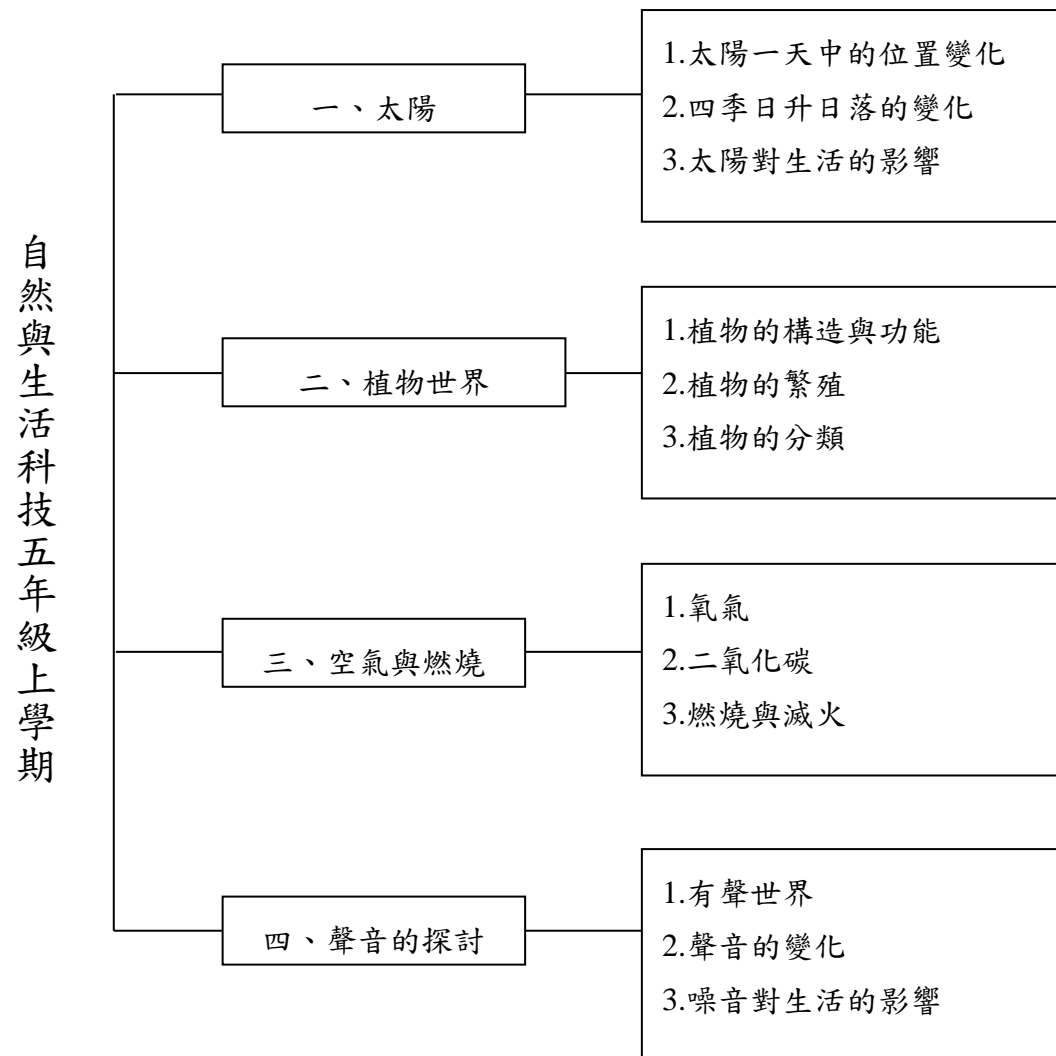 自然與生活科技五年級上學期
一、太陽
1.太陽一天中的位置變化
2.四季日升日落的變化
3.太陽對生活的影響
二、植物世界
1.植物的構造與功能
2.植物的繁殖
3.植物的分類
三、空氣與燃燒
1.氧氣
2.二氧化碳
3.燃燒與滅火
四、聲音的探討
1.有聲世界
2.聲音的變化
3.噪音對生活的影響